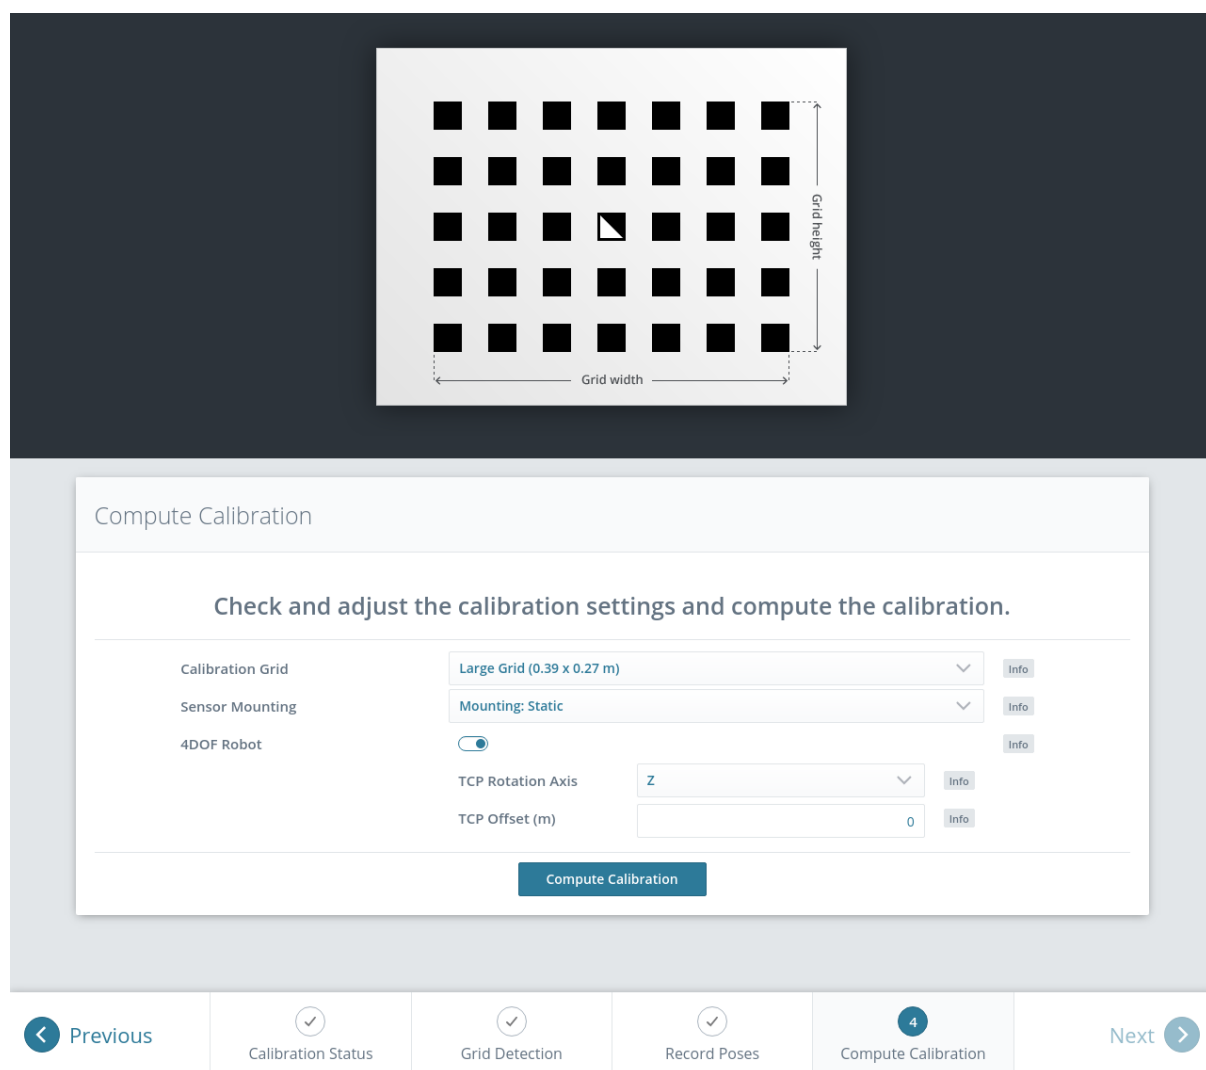 Grid height
Grid width
Compute Calibration
Check and adjust the calibration settings and compute the calibration.
Calibration Grid
Large Grid (0.39 x 0.27 m)
Info
Sensor Mounting
Mounting: Static
Info
4DOF Robot
Info
TCP Rotation Axis
Z
Info
TCP Offset (m)
0
Info
Compute Calibration
Previous
Calibration Status
Grid Detection
Record Poses
4
Compute Calibration
Next